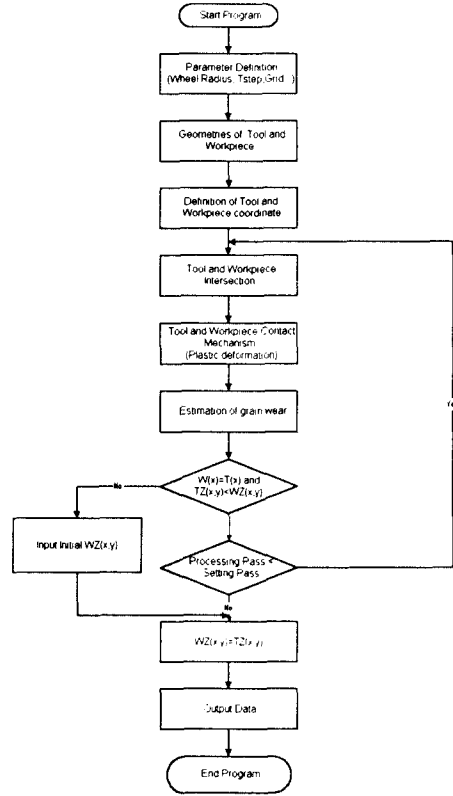 Start Program
Parameter Definition
(Wheel Radius, Tstep,Grid...)
Geometries of Tool and
Workpiece
Definition of Tool and
Workpiece coordinate
Tool and Workpiece
Intersection
Tool and Workpiece Contact
Mechanism
(Plastic deformation)
Estimation of grain wear
W(x)=T(x) and
TZ(x,y)<WZ(x,y)
No
Input Initial WZ(x,y)
Processing Pass <
Setting Pass
No
WZ(x,y)=TZ(x,y)
Output Data
End Program